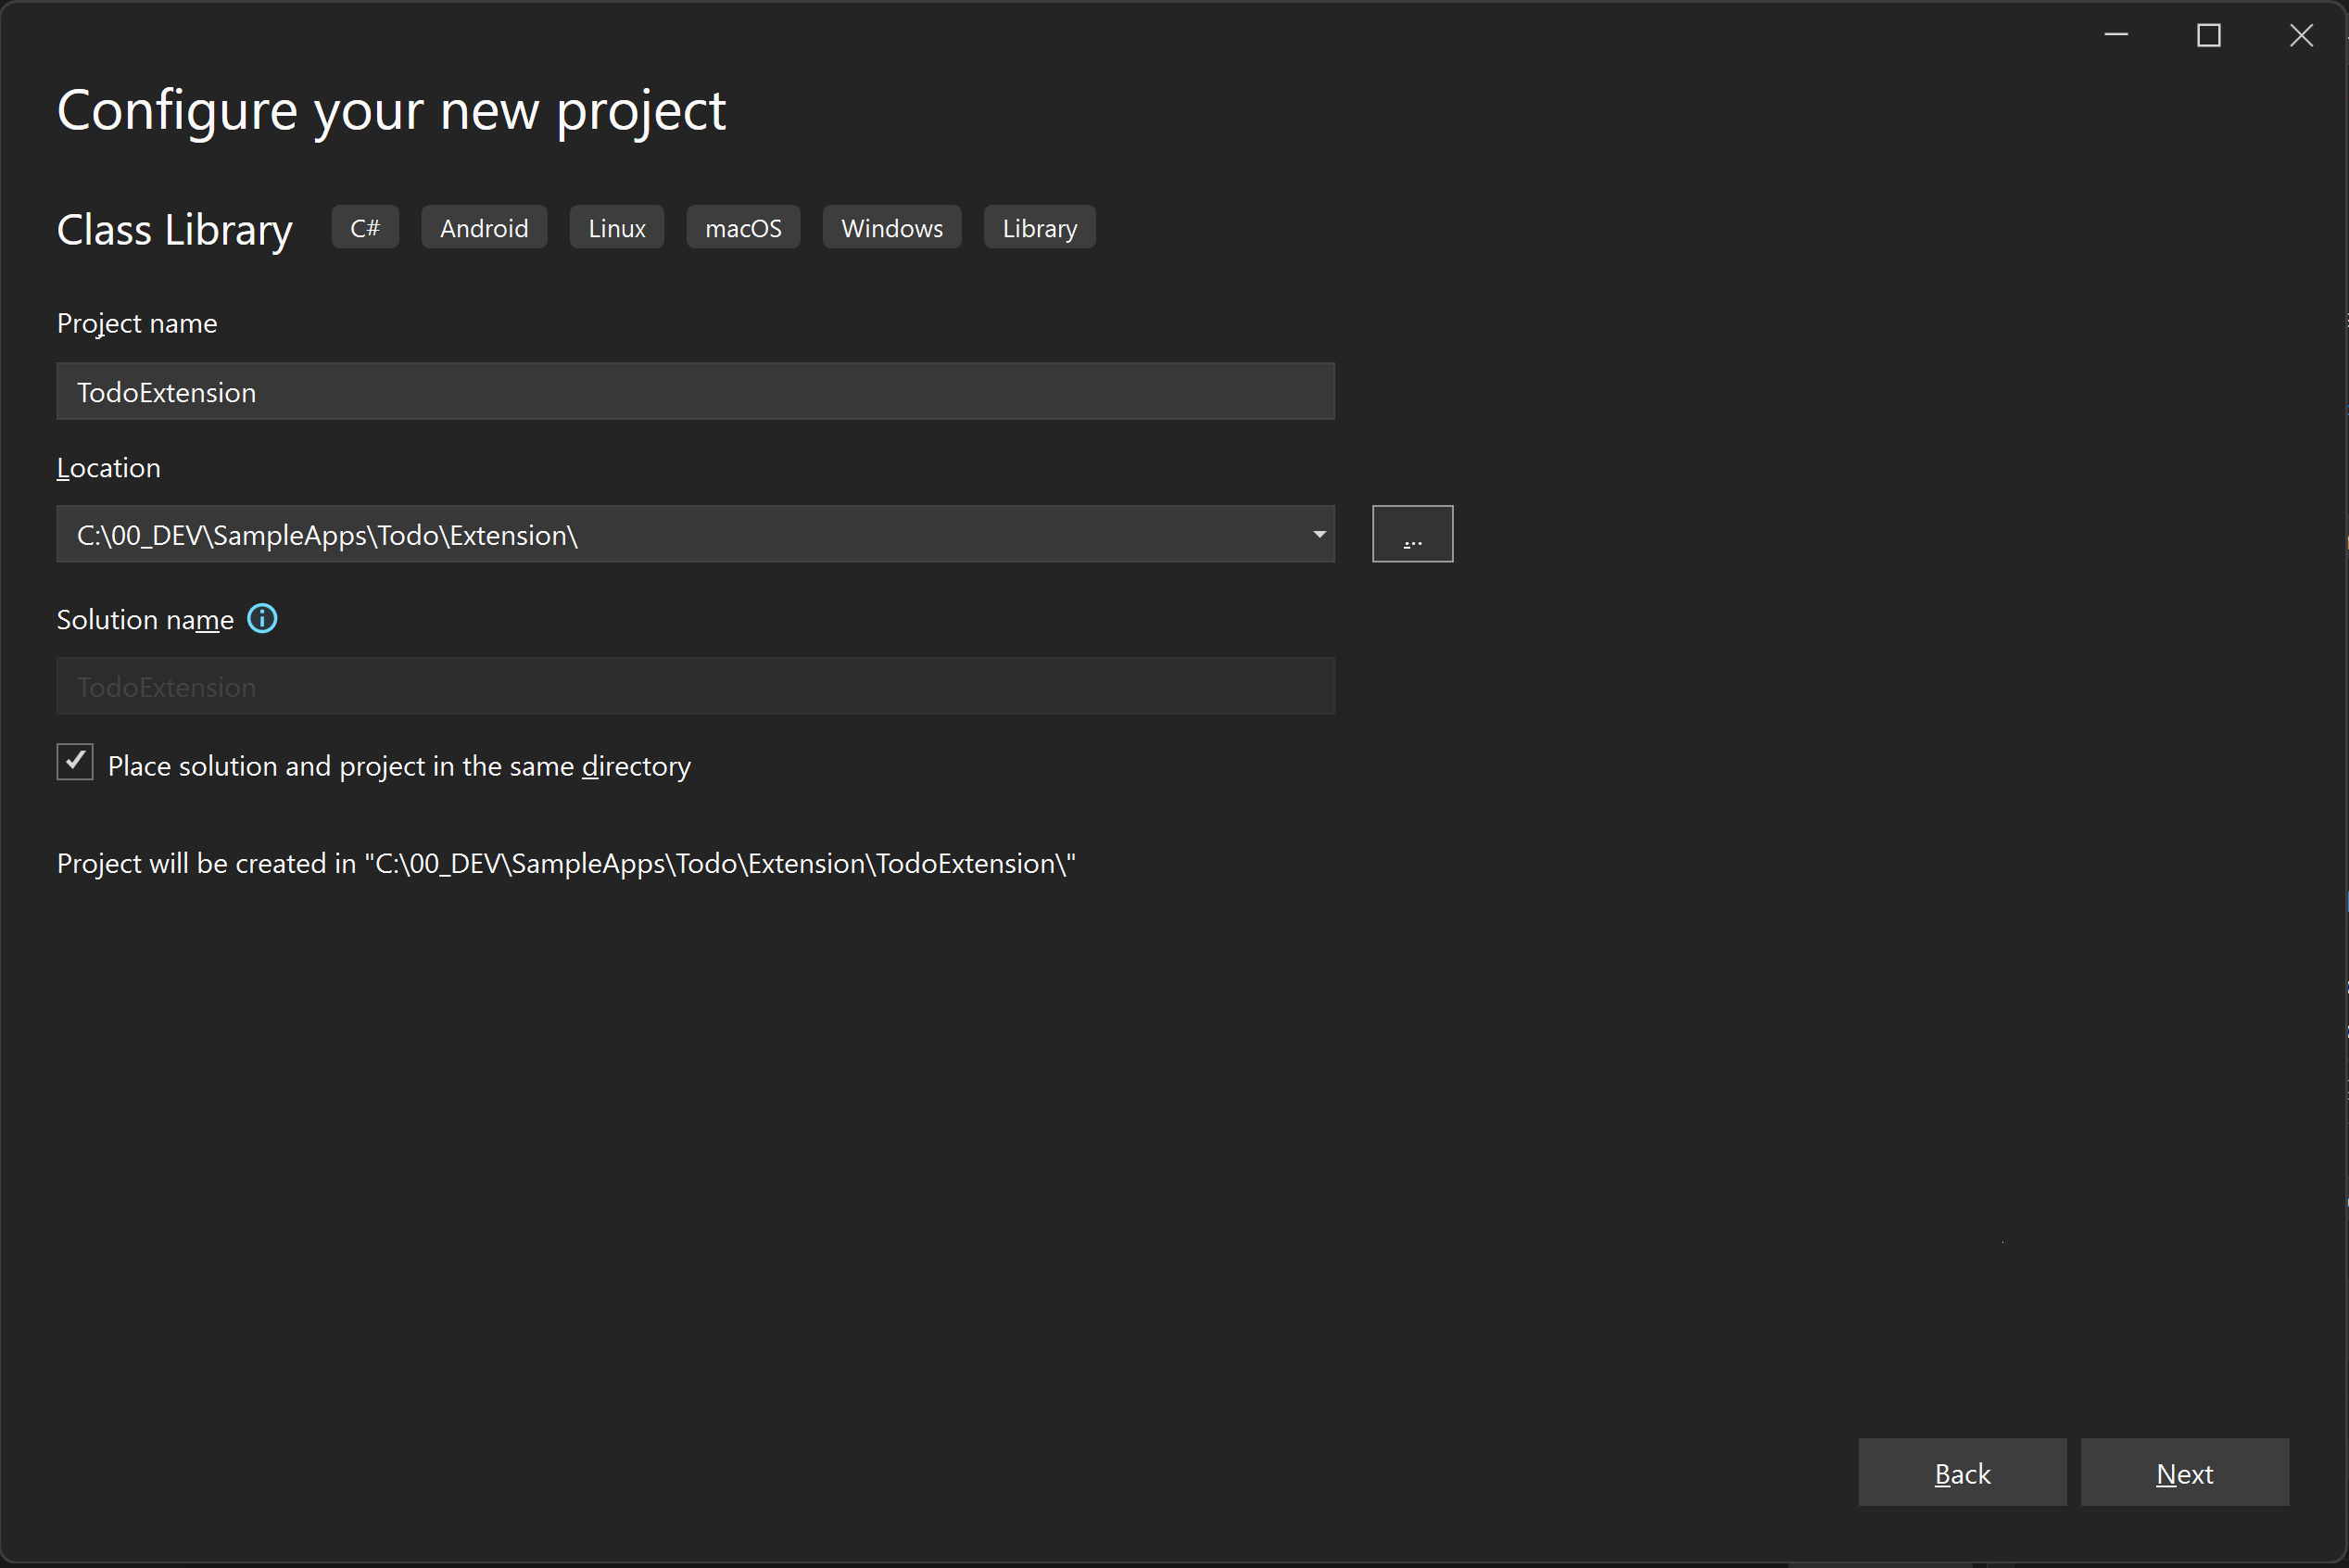 Configure your new project
Class Library C# Android Linux macOS Windows Library
Project name
TodoExtension
Location
C:\00_DEV\SampleApps\Todo\Extension\
...
Solution name
TodoExtension
Place solution and project in the same directory
Project will be created in "C:\00_DEV\SampleApps\Todo\Extension\TodoExtension\"
Back Next